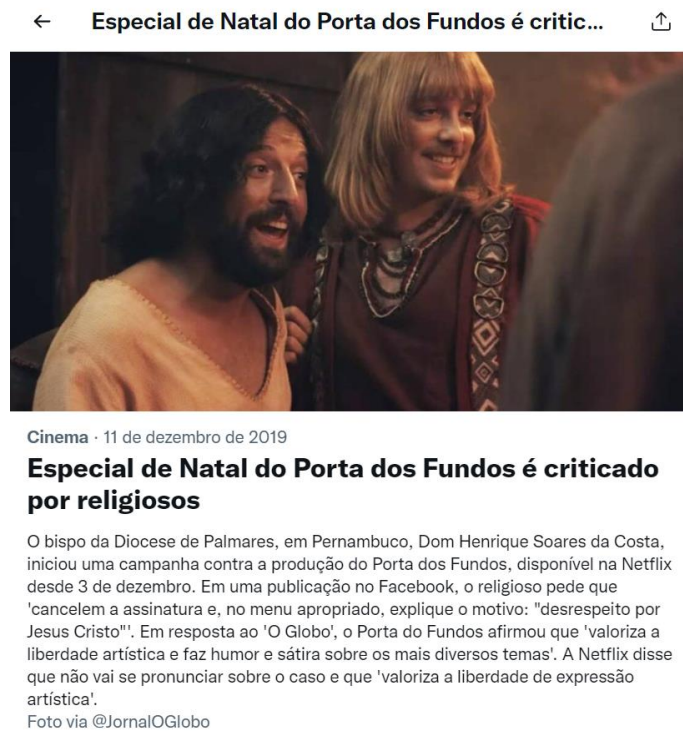 Especial de Natal do Porta dos Fundos é critic...
Cinema · 11 de dezembro de 2019
Especial de Natal do Porta dos Fundos é criticado
por religiosos
O bispo da Diocese de Palmares, em Pernambuco, Dom Henrique Soares da Costa,
iniciou uma campanha contra a produção do Porta dos Fundos, disponível na Netflix
desde 3 de dezembro. Em uma publicação no Facebook, o religioso pede que
'cancelem a assinatura e, no menu apropriado, explique o motivo: "desrespeito por
Jesus Cristo"'. Em resposta ao 'O Globo', o Porta do Fundos afirmou que 'valoriza a
liberdade artística e faz humor e sátira sobre os mais diversos temas'. A Netflix disse
que não vai se pronunciar sobre o caso e que 'valoriza a liberdade de expressão
artística'.
Foto via @JornalOGlobo